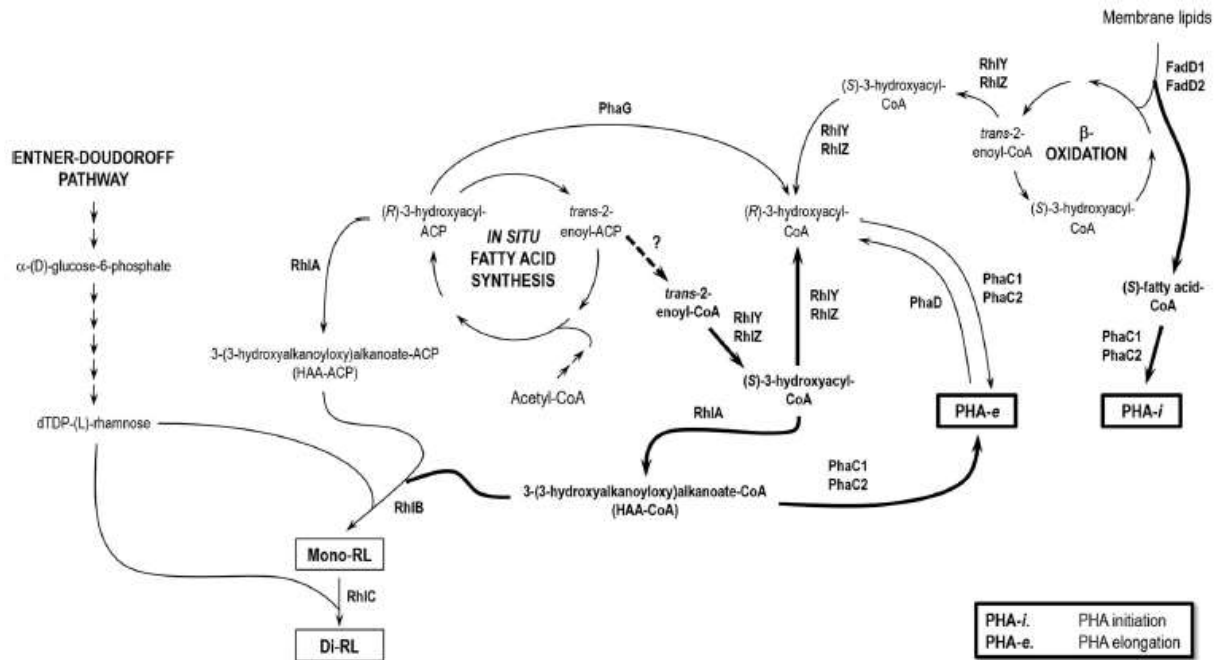 Membrane lipids
FadD1
FadD2
RhlY
RhlZ
(S)-3-hydroxyacyl-
CoA
trans-2-
enoyl-CoA
β-
OXIDATION
(S)-3-hydroxyacyl-
CoA
PhaG
RhlY
RhlZ
ENTNER-DOUDOROFF
PATHWAY
(R)-3-hydroxyacyl-
ACP
trans-2-
enoyl-ACP
(R)-3-hydroxyacyl-
CoA
IN SITU
FATTY ACID
SYNTHESIS
?
RhlA
α-(D)-glucose-6-phosphate
trans-2-
enoyl-CoA
RhlY
RhlZ
RhlY
RhlZ
PhaD
PhaC1
PhaC2
(S)-fatty acid-
CoA
PhaC1
PhaC2
3-(3-hydroxyalkanoyloxy)alkanoate-ACP
(HAA-ACP)
Acetyl-CoA
(S)-3-hydroxyacyl-
CoA
PHA-e
PHA-i
dTDP-(L)-rhamnose
RhlA
3-(3-hydroxyalkanoyloxy)alkanoate-CoA
(HAA-CoA)
PhaC1
PhaC2
RhlB
Mono-RL
RhlC
Di-RL
PHA-i. PHA initiation
PHA-e. PHA elongation